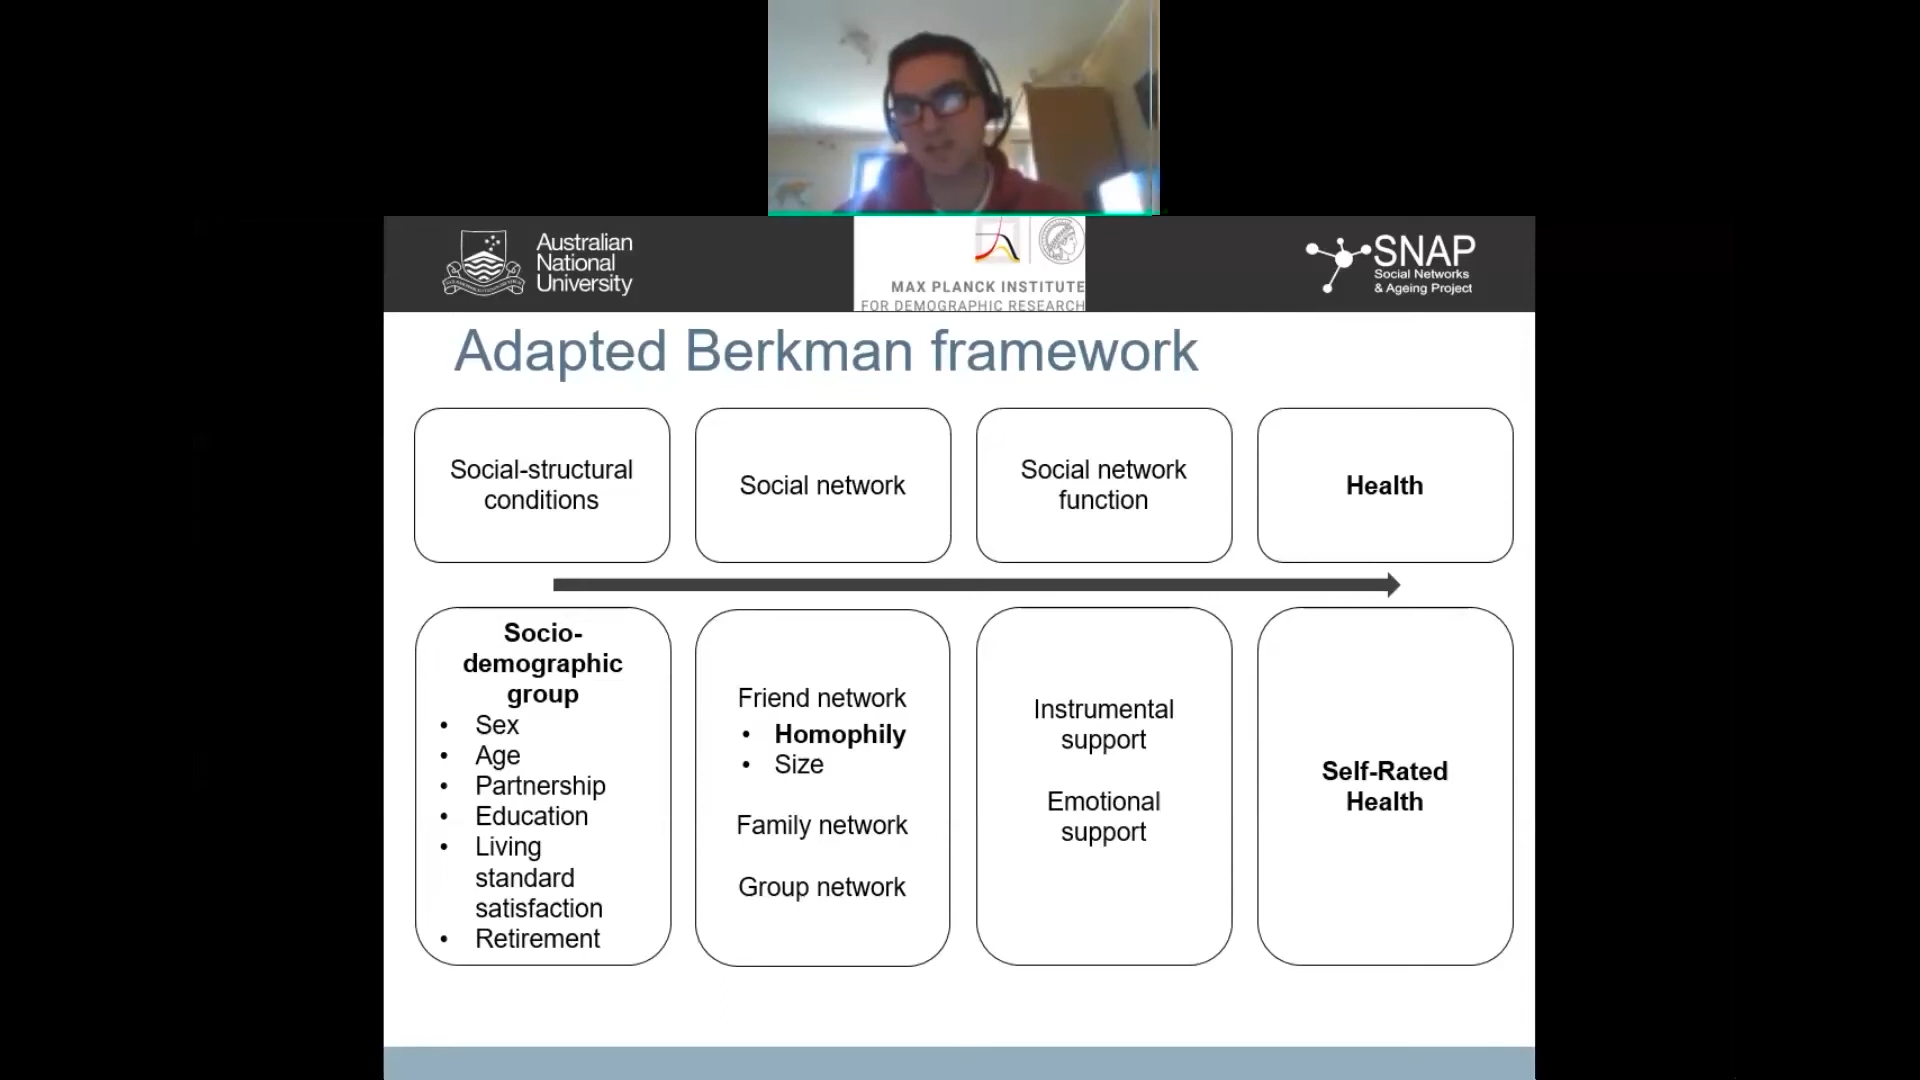 Australian
National
University
MAX PLANCK INSTITUTE
FOR DEMOGRAPHIC RESEARCH
SNAP
Social Networks
& Ageing Project
Adapted Berkman framework
Social-structural
conditions
Social network
Social network
function
Health
Socio-
demographic
group
• Sex
• Age
• Partnership
• Education
• Living
standard
satisfaction
• Retirement
Friend network
• Homophily
• Size
Family network
Group network
Instrumental
support
Emotional
support
Self-Rated
Health